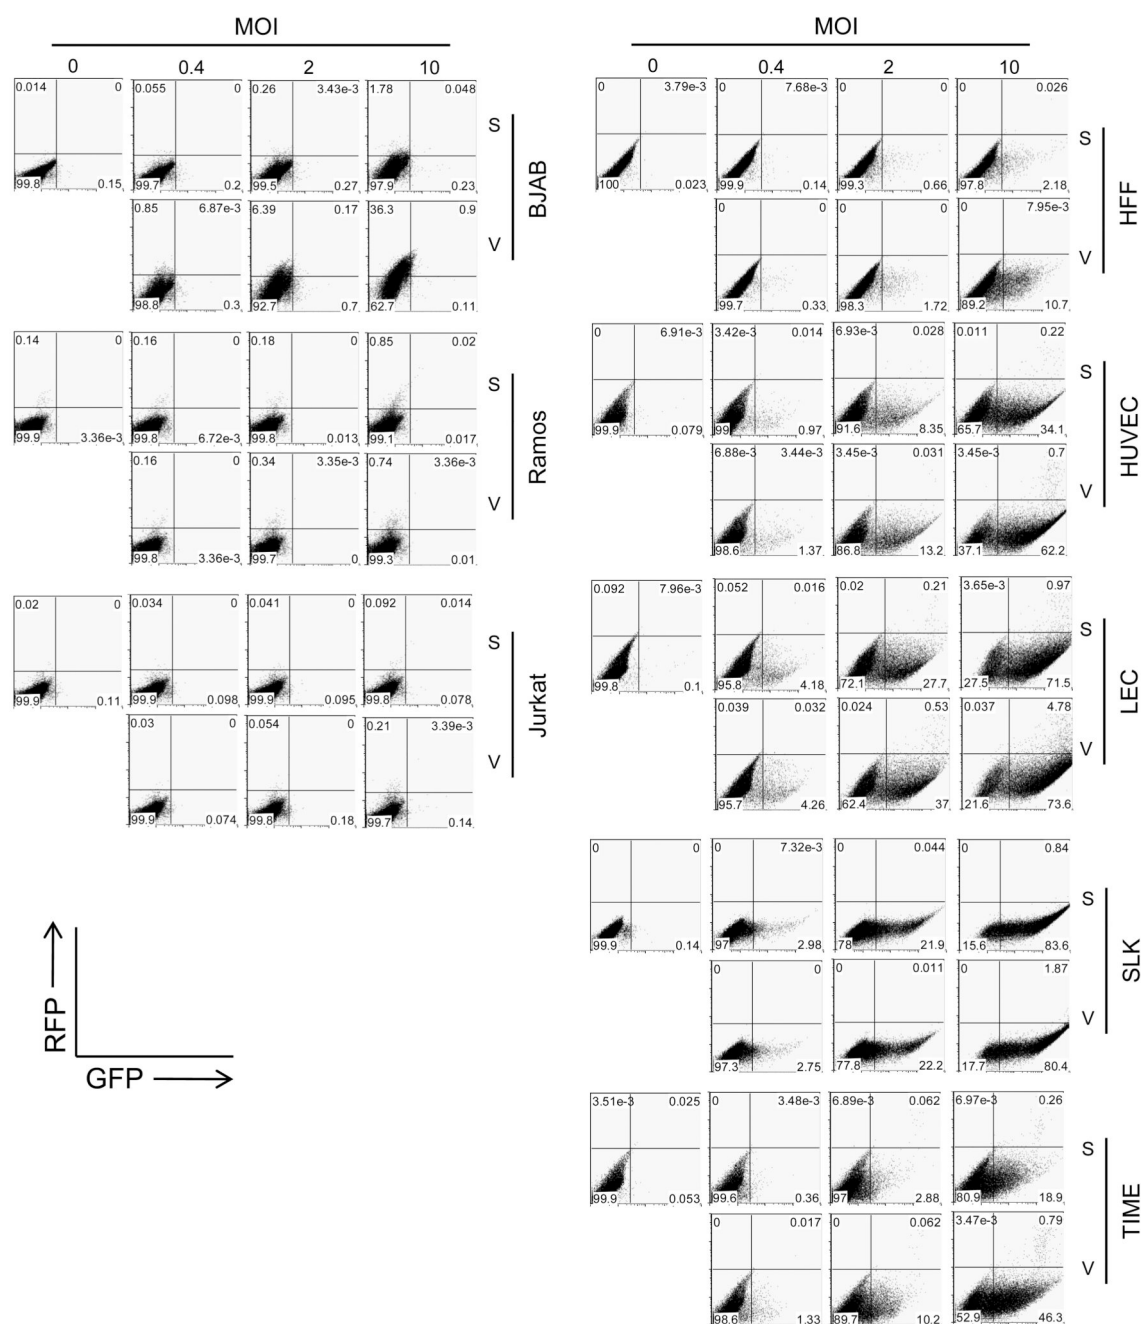 MOI
0 0.4 2 10
0.014 0 0.055 0 0.26 3.43e-3 1.78 0.048
S
99.8 0.15 99.7 0.2 99.5 0.27 97.9 0.23
BJAB
0.85 6.87e-3 6.39 0.17 36.3 0.9
V
98.8 0.3 92.7 0.7 62.7 0.11
0.14 0 0.16 0 0.18 0 0.85 0.02
S
99.9 3.36e-3 99.8 6.72e-3 99.8 0.013 99.1 0.017
Ramos
0.16 0 0.34 3.35e-3 0.74 3.36e-3
V
99.8 3.36e-3 99.7 0 99.3 0.01
0.02 0 0.034 0 0.041 0 0.092 0.014
S
99.9 0.11 99.9 0.098 99.9 0.095 99.8 0.078
Jurkat
0.03 0 0.054 0 0.21 3.39e-3
V
99.9 0.074 99.8 0.18 99.7 0.14
RFP
GFP
MOI
0 0.4 2 10
0 3.79e-3 0 7.68e-3 0 0 0 0.026
S
100 0.023 99.9 0.14 99.3 0.66 97.8 2.18
HFF
0 0 0 0 0 7.95e-3
V
99.7 0.33 98.3 1.72 89.2 10.7
0 6.91e-3 3.42e-3 0.014 6.93e-3 0.028 0.011 0.22
S
99.9 0.079 99 0.97 91.6 8.35 65.7 34.1
HUVEC
6.88e-3 3.44e-3 3.45e-3 0.031 3.45e-3 0.7
V
98.6 1.37 86.8 13.2 37.1 62.2
0.092 7.96e-3 0.052 0.016 0.02 0.21 3.65e-3 0.97
S
99.8 0.1 95.8 4.18 72.1 27.7 27.5 71.5
LEC
0.039 0.032 0.024 0.53 0.037 4.78
V
95.7 4.26 62.4 37 21.6 73.6
0 0 0 7.32e-3 0 0.044 0 0.84
S
99.9 0.14 97 2.98 78 21.9 15.6 83.6
SLK
0 0 0 0.011 0 1.87
V
97.3 2.75 77.8 22.2 17.7 80.4
3.51e-3 0.025 0 3.48e-3 6.89e-3 0.062 6.97e-3 0.26
S
99.9 0.053 99.6 0.36 97 2.88 80.9 18.9
TIME
0 0.017 0 0.062 3.47e-3 0.79
V
98.6 1.33 89.7 10.2 52.9 46.3